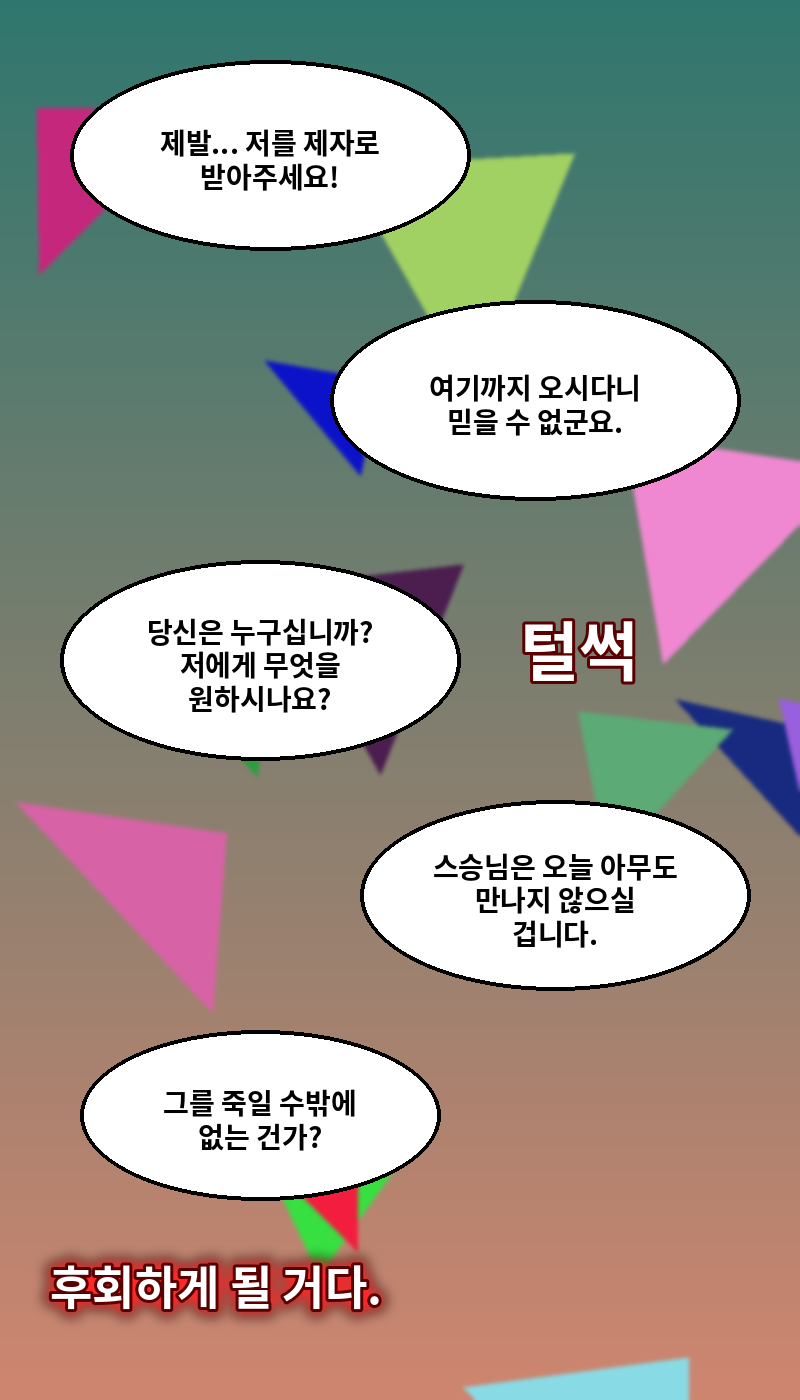 제발... 저를 제자로
받아주세요!
여기까지 오시다니
믿을 수 없군요.
당신은 누구십니까?
저에게 무엇을
원하시나요?
털썩
스승님은 오늘 아무도
만나지 않으실
겁니다.
그를 죽일 수밖에
없는 건가?
후회하게 될 거다.